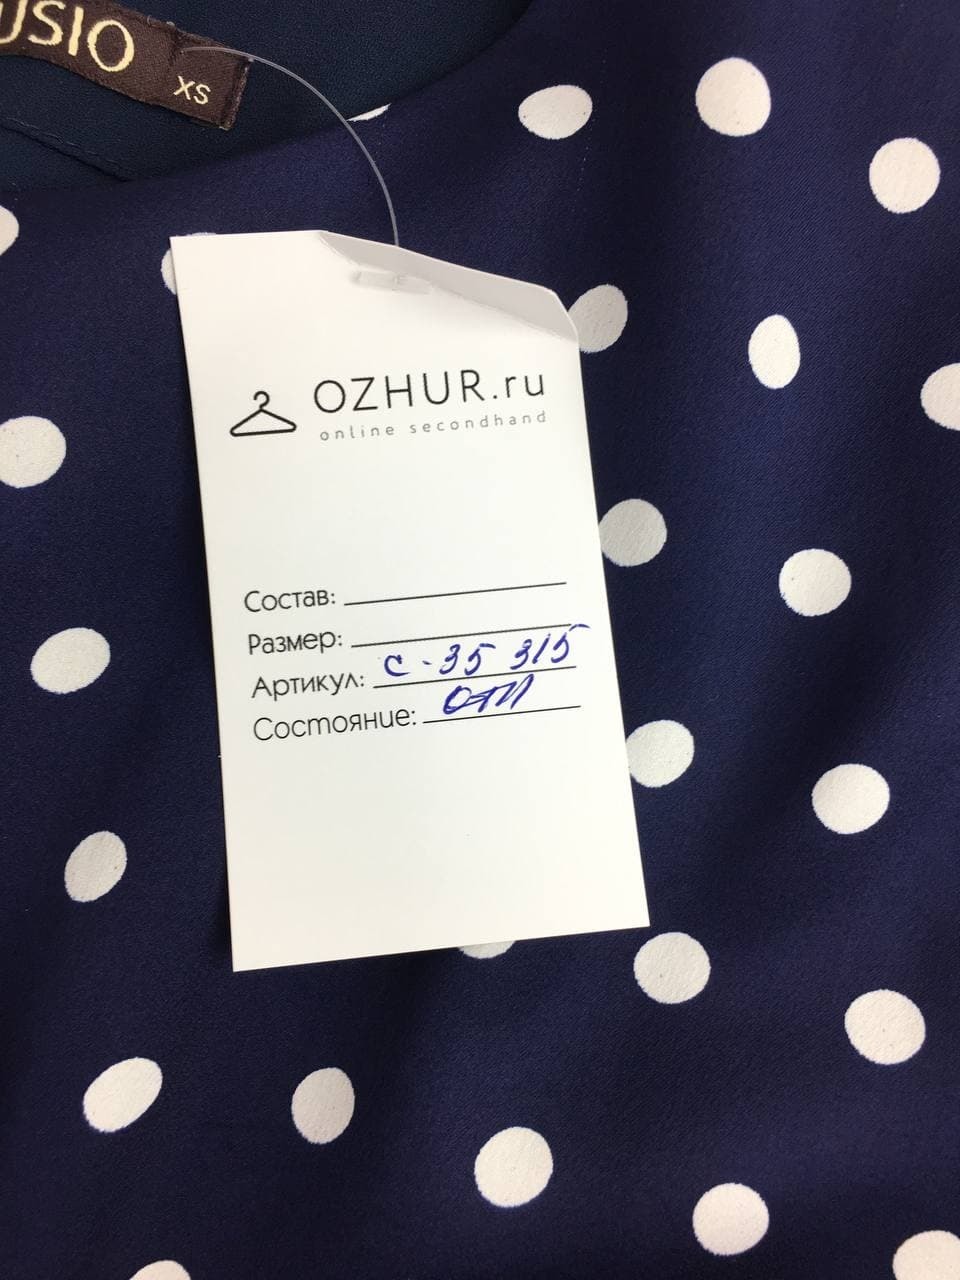 USIO
XS
OZHUR.ru
online secondhand
Состав:
Размер:
Артикул: С-35 315
Состояние: отл